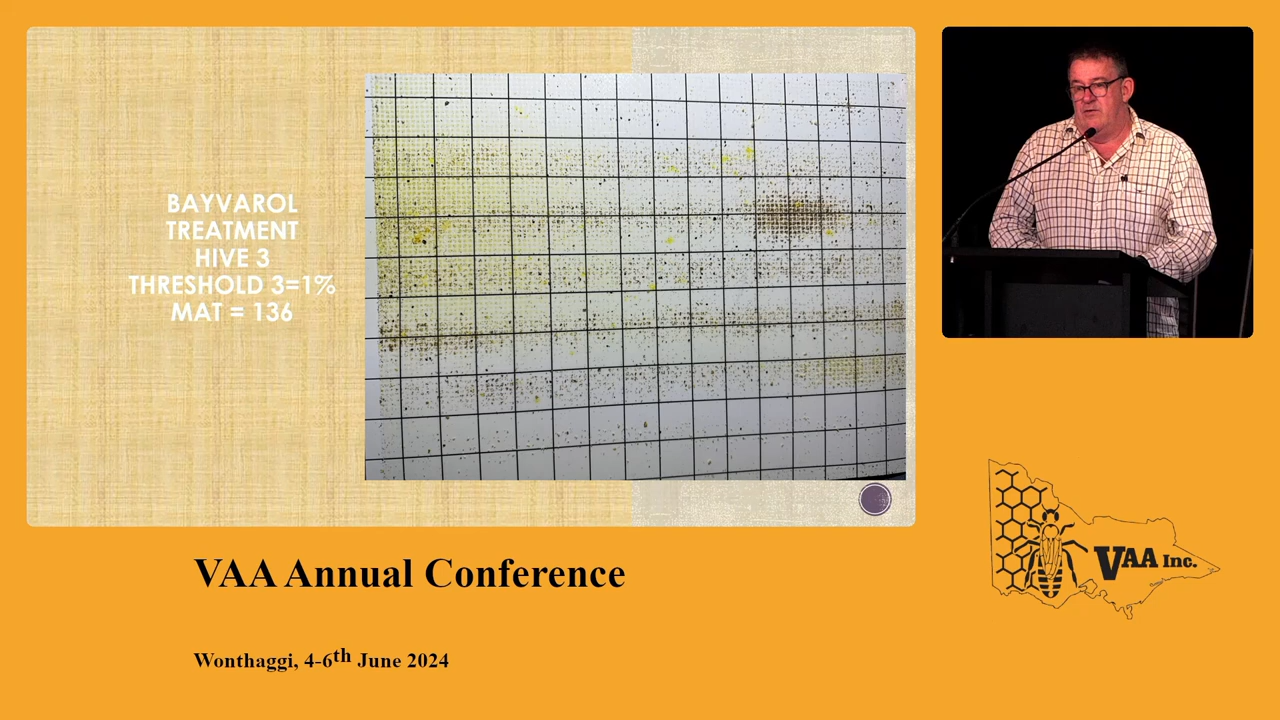 BAYVAROL
TREATMENT
HIVE 3
THRESHOLD 3=1%
MAT = 136
VAA Annual Conference
Wonthaggi, 4-6th June 2024
VAA Inc.